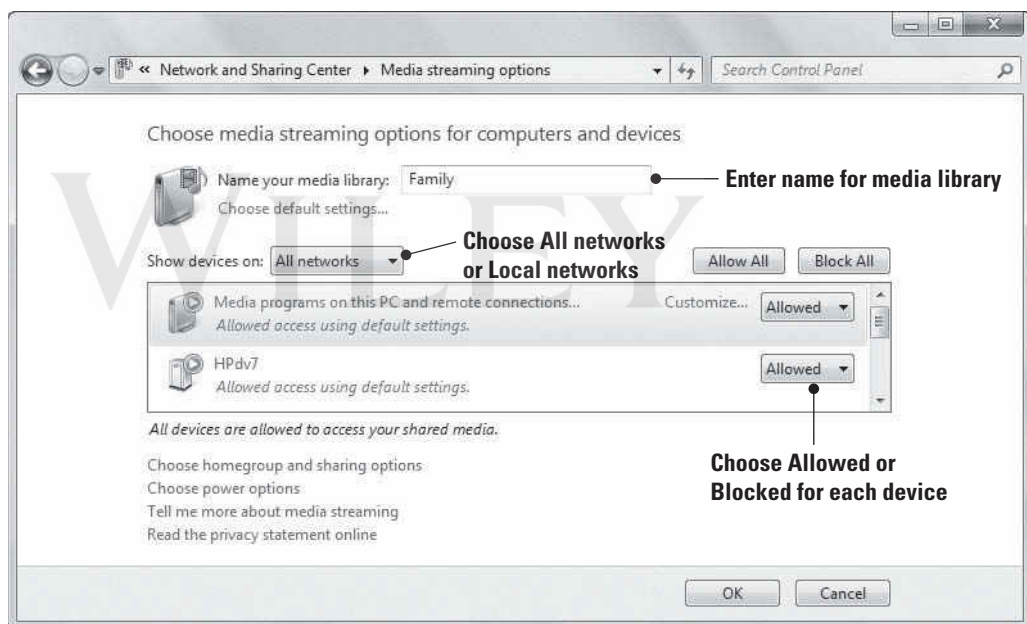 « Network and Sharing Center ▸ Media streaming options
Search Control Panel
Choose media streaming options for computers and devices
Name your media library: Family
Enter name for media library
Choose default settings...
WILEY
Choose All networks
or Local networks
Show devices on: All networks
Allow All
Block All
Media programs on this PC and remote connections...
Customize...
Allowed
Allowed access using default settings.
HPdv7
Allowed
Allowed access using default settings.
All devices are allowed to access your shared media.
Choose Allowed or
Blocked for each device
Choose homegroup and sharing options
Choose power options
Tell me more about media streaming
Read the privacy statement online
OK
Cancel